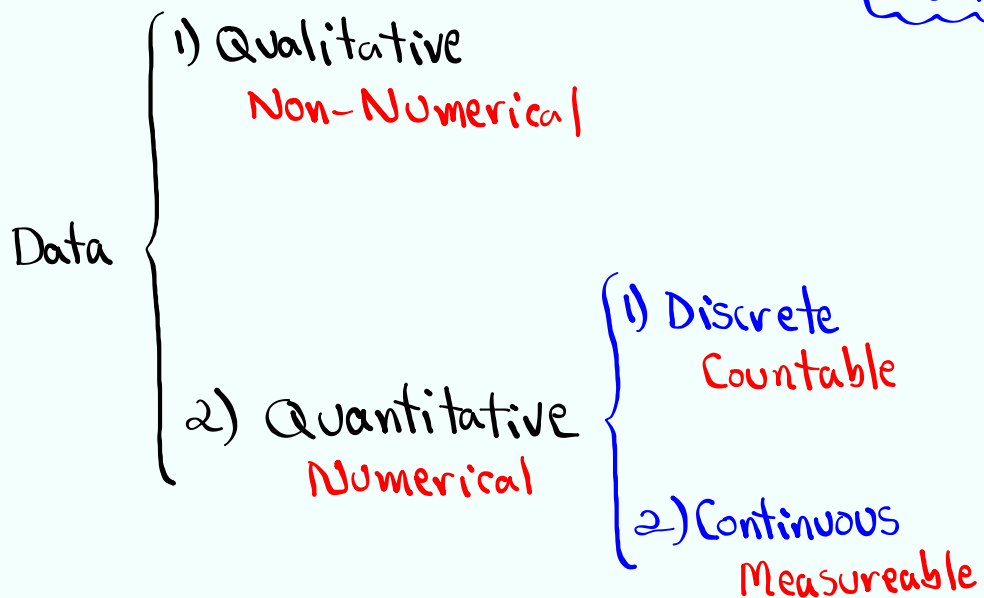 1) Qualitative
Non-Numerical
Data
1) Discrete
Countable
2) Quantitative
Numerical
2) Continuous
Measureable